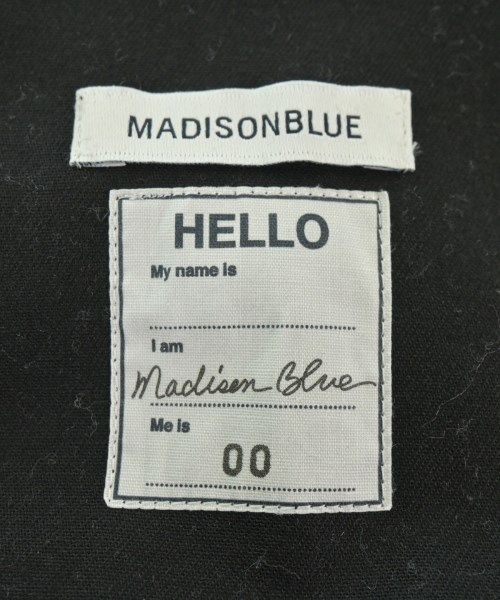 MADISONBLUE
HELLO
My name is
I am
Madison Blue
Me is
00